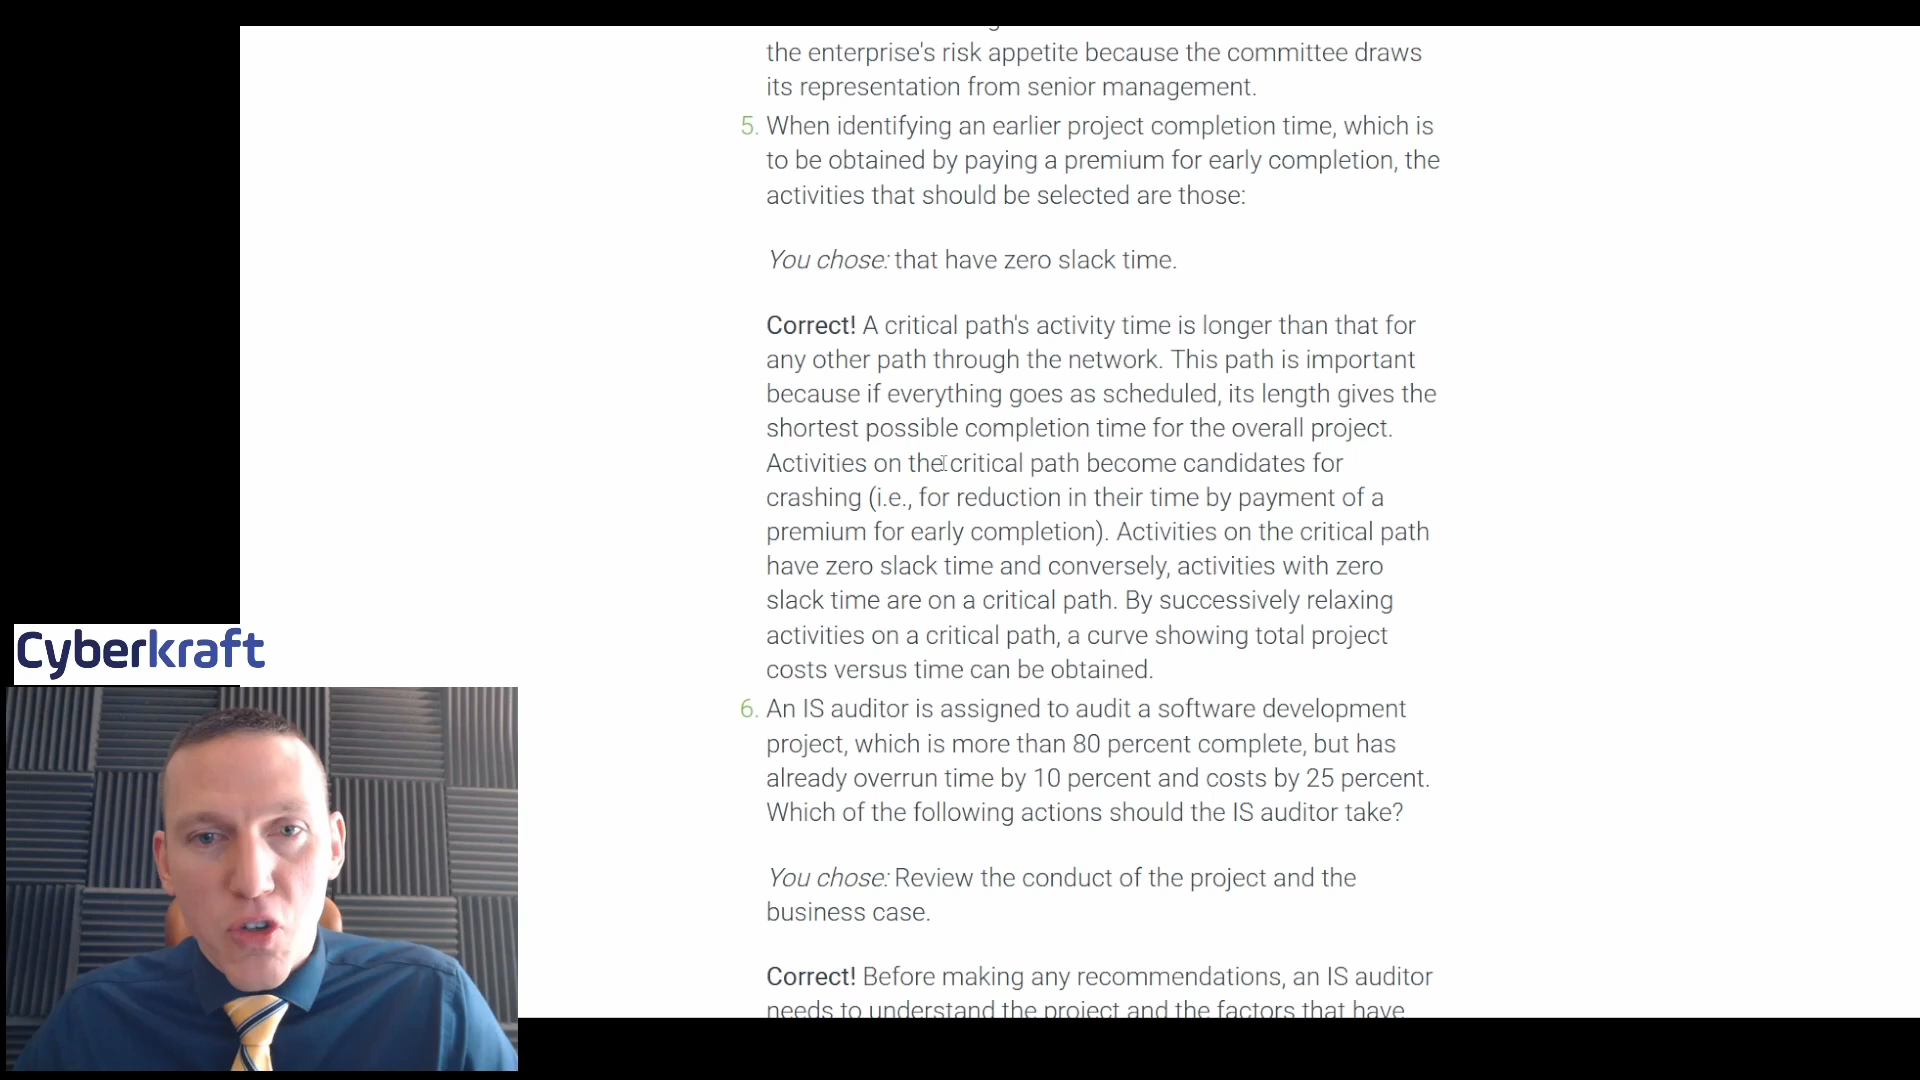 the enterprise's risk appetite because the committee draws
its representation from senior management.
5. When identifying an earlier project completion time, which is
to be obtained by paying a premium for early completion, the
activities that should be selected are those:
You chose: that have zero slack time.
Correct! A critical path's activity time is longer than that for
any other path through the network. This path is important
because if everything goes as scheduled, its length gives the
shortest possible completion time for the overall project.
Activities on the critical path become candidates for
crashing (i.e., for reduction in their time by payment of a
premium for early completion). Activities on the critical path
have zero slack time and conversely, activities with zero
slack time are on a critical path. By successively relaxing
activities on a critical path, a curve showing total project
costs versus time can be obtained.
6. An IS auditor is assigned to audit a software development
project, which is more than 80 percent complete, but has
already overrun time by 10 percent and costs by 25 percent.
Which of the following actions should the IS auditor take?
You chose: Review the conduct of the project and the
business case.
Correct! Before making any recommendations, an IS auditor
needs to understand the project and the factors that have
Cyberkraft